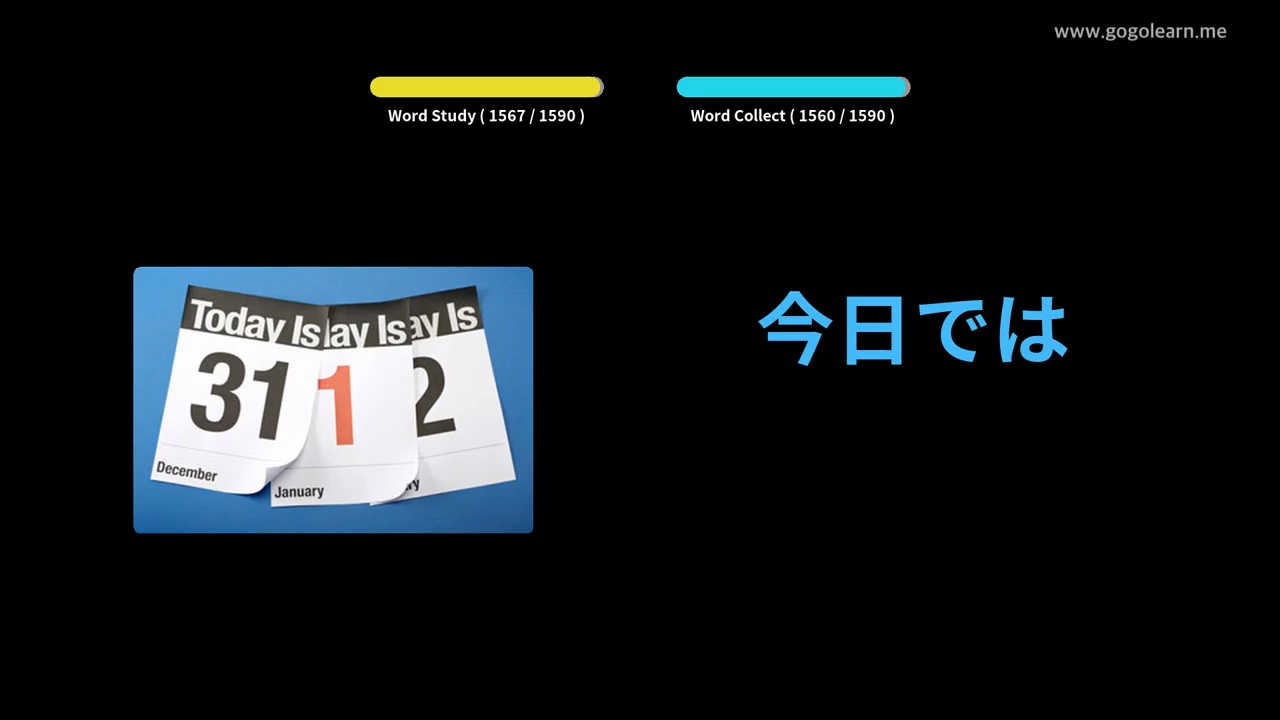 www.gogolearn.me
Word Study ( 1567 / 1590 )
Word Collect ( 1560 / 1590 )
今日では
Today Is
31
December
ay Is
1
January
ay Is
2
ry